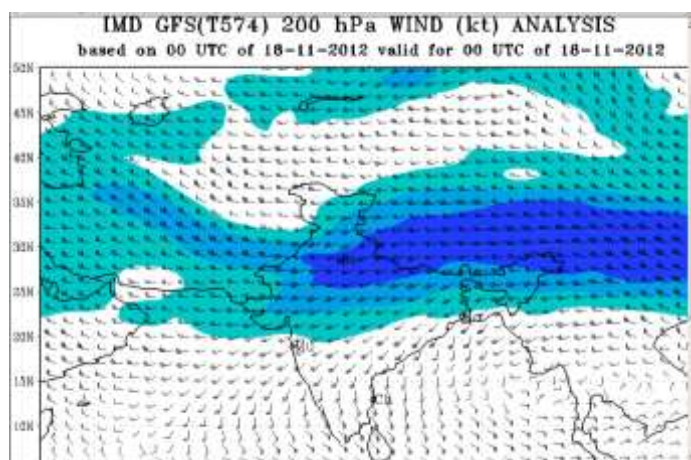 IMD GFS(T574) 200 hPa WIND (kt) ANALYSIS
based on 00 UTC of 18-11-2012 valid for 00 UTC of 18-11-2012
50N
45N
40N
35N
30N
25N
20N
15N
10N